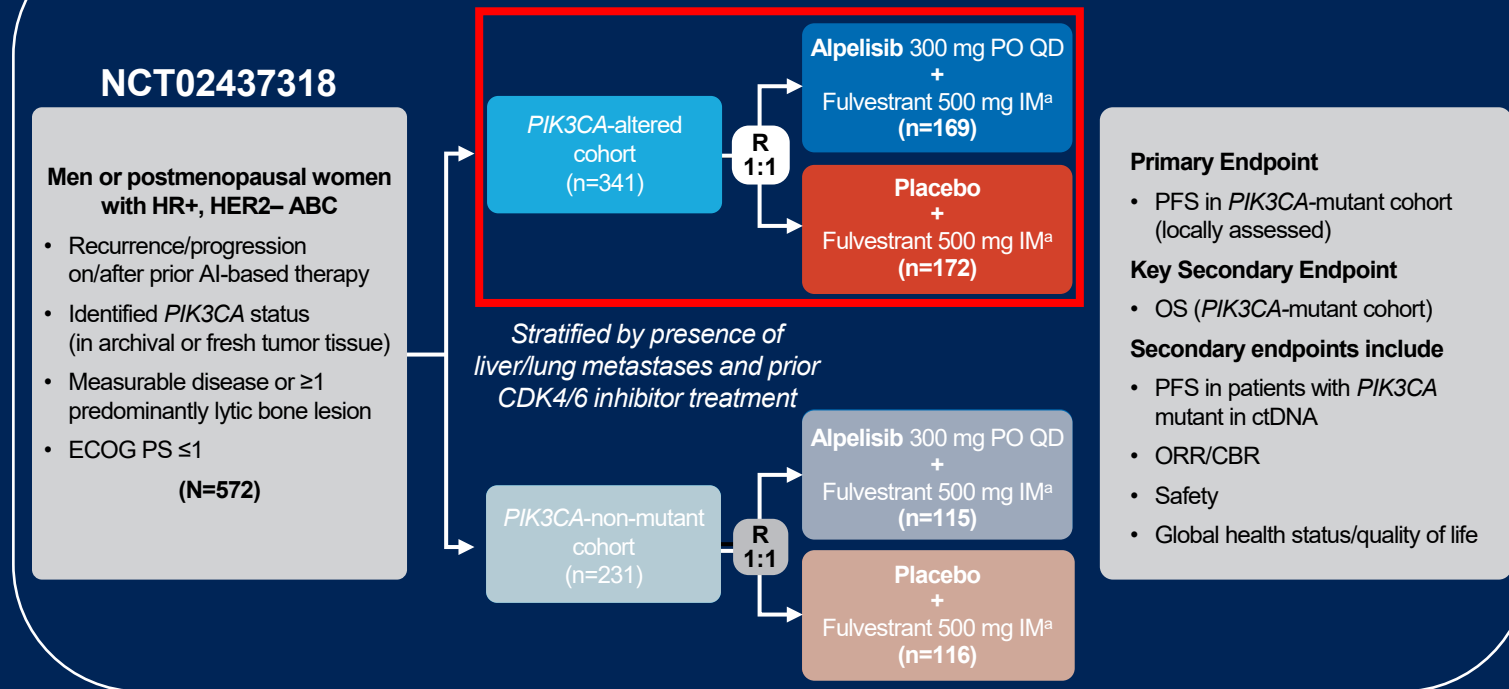 NCT02437318
Men or postmenopausal women
with HR+, HER2– ABC
• Recurrence/progression
on/after prior AI-based therapy
• Identified PIK3CA status
(in archival or fresh tumor tissue)
• Measurable disease or ≥1
predominantly lytic bone lesion
• ECOG PS ≤1
(N=572)
PIK3CA-altered
cohort
(n=341)
R
1:1
Alpelisib 300 mg PO QD
+
Fulvestrant 500 mg IMᵃ
(n=169)
Placebo
+
Fulvestrant 500 mg IMᵃ
(n=172)
Stratified by presence of
liver/lung metastases and prior
CDK4/6 inhibitor treatment
PIK3CA-non-mutant
cohort
(n=231)
R
1:1
Alpelisib 300 mg PO QD
+
Fulvestrant 500 mg IMᵃ
(n=115)
Placebo
+
Fulvestrant 500 mg IMᵃ
(n=116)
Primary Endpoint
• PFS in PIK3CA-mutant cohort
(locally assessed)
Key Secondary Endpoint
• OS (PIK3CA-mutant cohort)
Secondary endpoints include
• PFS in patients with PIK3CA
mutant in ctDNA
• ORR/CBR
• Safety
• Global health status/quality of life